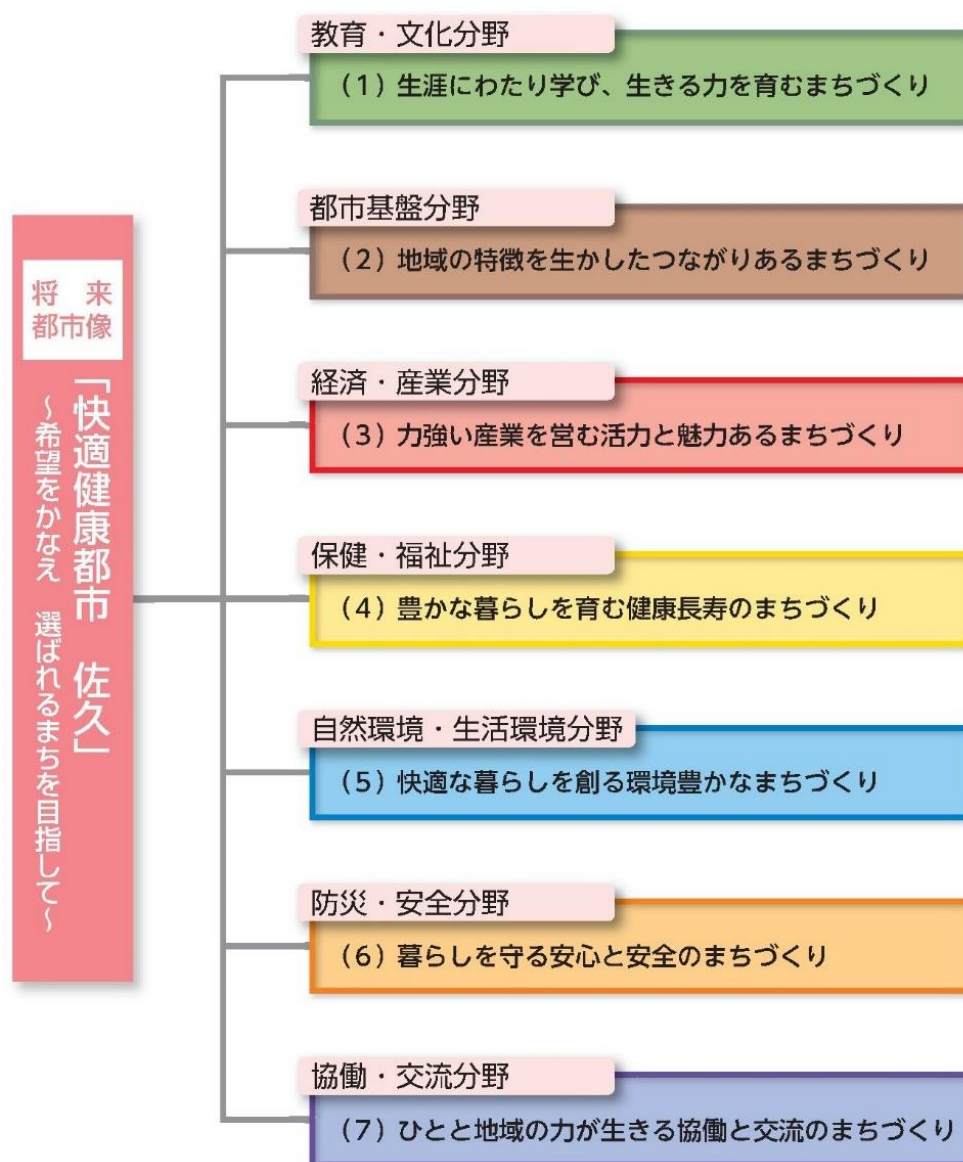 将　来
都市像
「快適健康都市　佐久」
～希望をかなえ　選ばれるまちを目指して～
教育・文化分野
（1）生涯にわたり学び、生きる力を育むまちづくり
都市基盤分野
（2）地域の特徴を生かしたつながりあるまちづくり
経済・産業分野
（3）力強い産業を営む活力と魅力あるまちづくり
保健・福祉分野
（4）豊かな暮らしを育む健康長寿のまちづくり
自然環境・生活環境分野
（5）快適な暮らしを創る環境豊かなまちづくり
防災・安全分野
（6）暮らしを守る安心と安全のまちづくり
協働・交流分野
（7）ひとと地域の力が生きる協働と交流のまちづくり